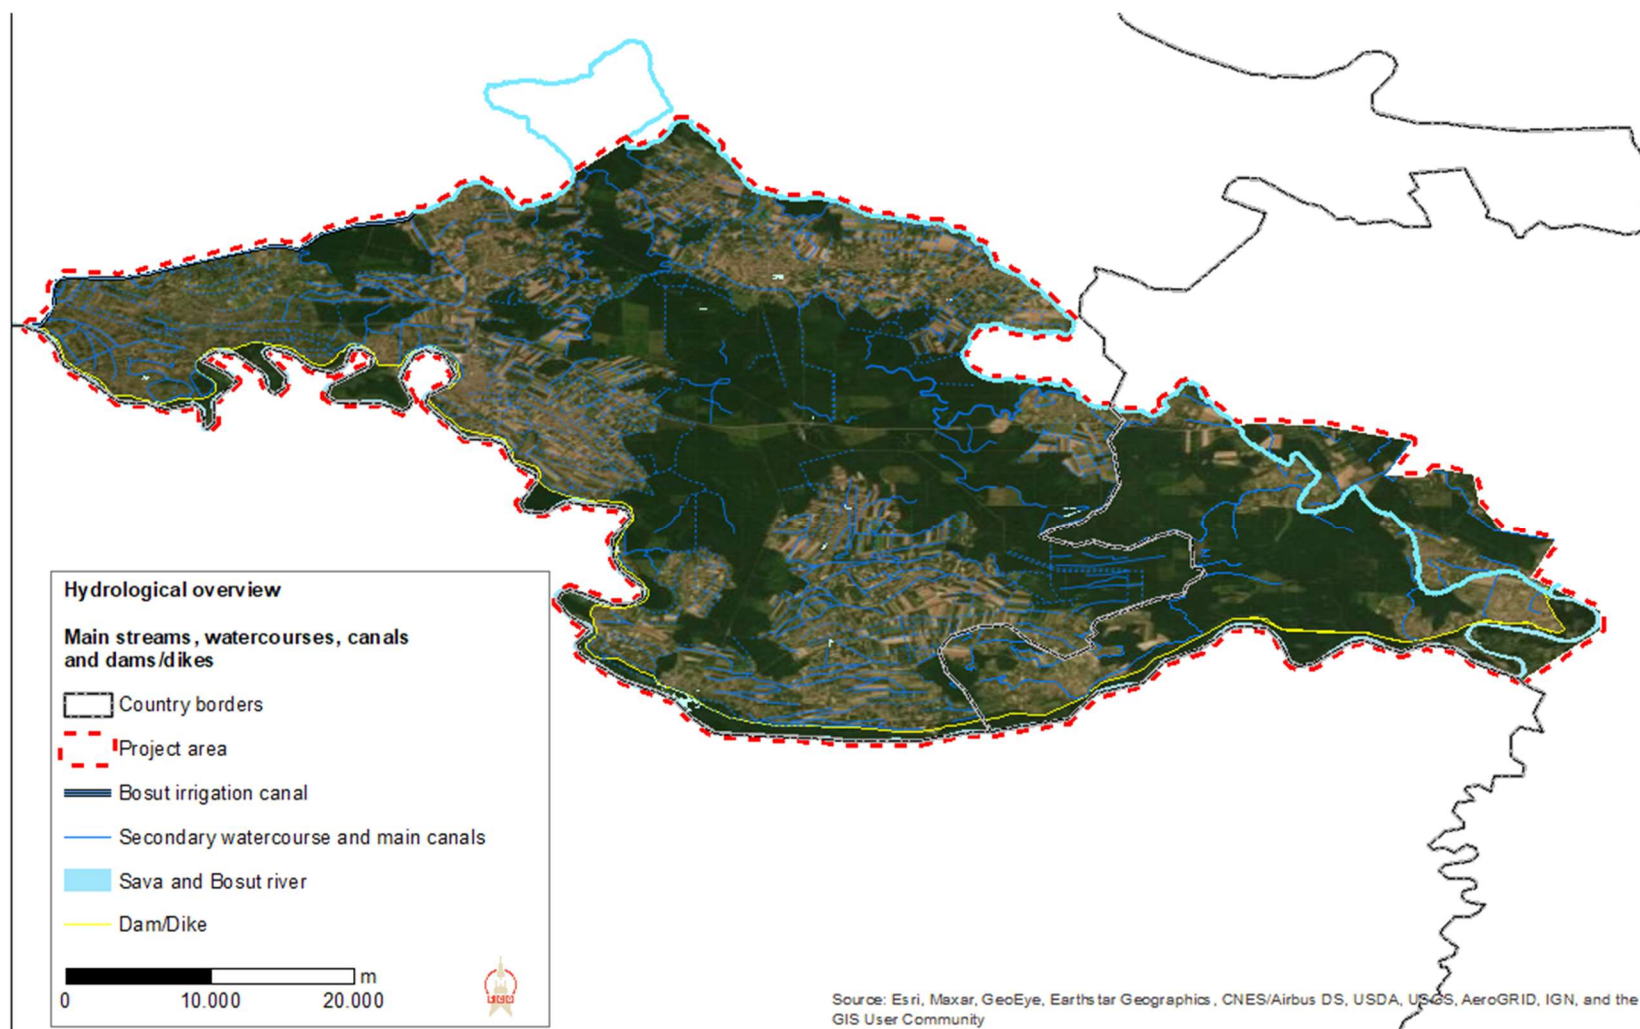 Hydrological overview
Main streams, watercourses, canals
and dams/dikes
Country borders
Project area
Bosut irrigation canal
Secondary watercourse and main canals
Sava and Bosut river
Dam/Dike
m
0 10.000 20.000
Source: Esri, Maxar, GeoEye, Earthstar Geographics, CNES/Airbus DS, USDA, USGS, AeroGRID, IGN, and the
GIS User Community